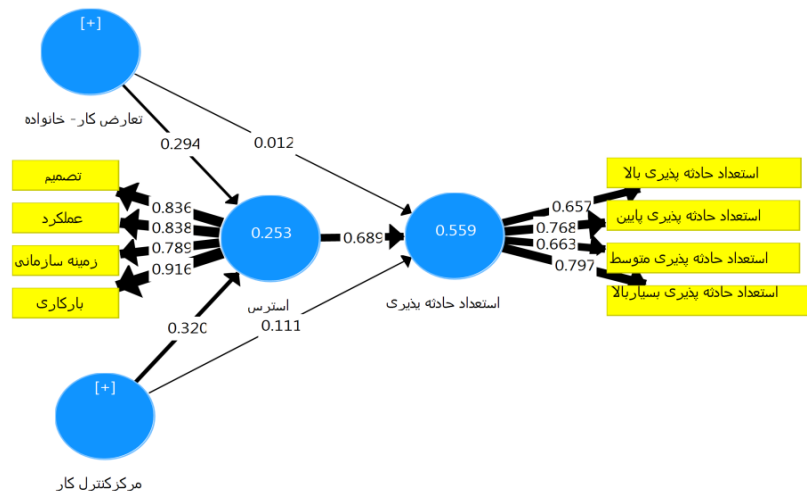 [+]
تعارض کار - خانواده
0.294
0.012
تصمیم
عملکرد
زمینه سازمانی
بارکاری
0.836
0.838
0.789
0.916
0.253
استرس
0.689
0.559
استعداد حادثه پذیری
0.657
0.768
0.663
0.797
استعداد حادثه پذیری بالا
استعداد حادثه پذیری پایین
استعداد حادثه پذیری متوسط
استعداد حادثه پذیری بسیاربالا
0.320
0.111
[+]
مرکزکنترل کار